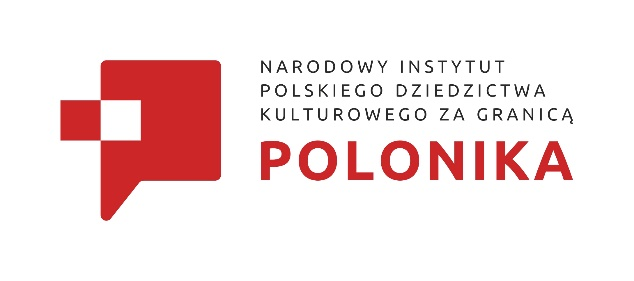 NARODOWY INSTYTUT
POLSKIEGO DZIEDZICTWA
KULTUROWEGO ZA GRANICĄ
POLONIKA